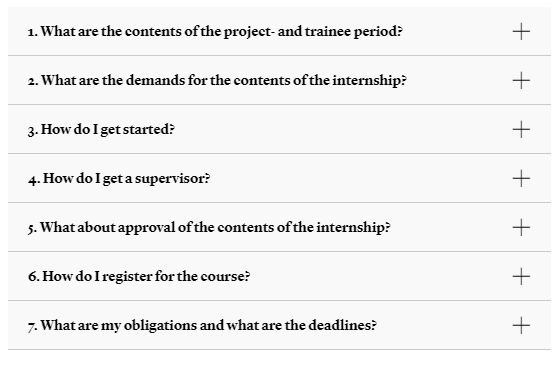 1. What are the contents of the project- and trainee period?
2. What are the demands for the contents of the internship?
3. How do I get started?
4. How do I get a supervisor?
5. What about approval of the contents of the internship?
6. How do I register for the course?
7. What are my obligations and what are the deadlines?